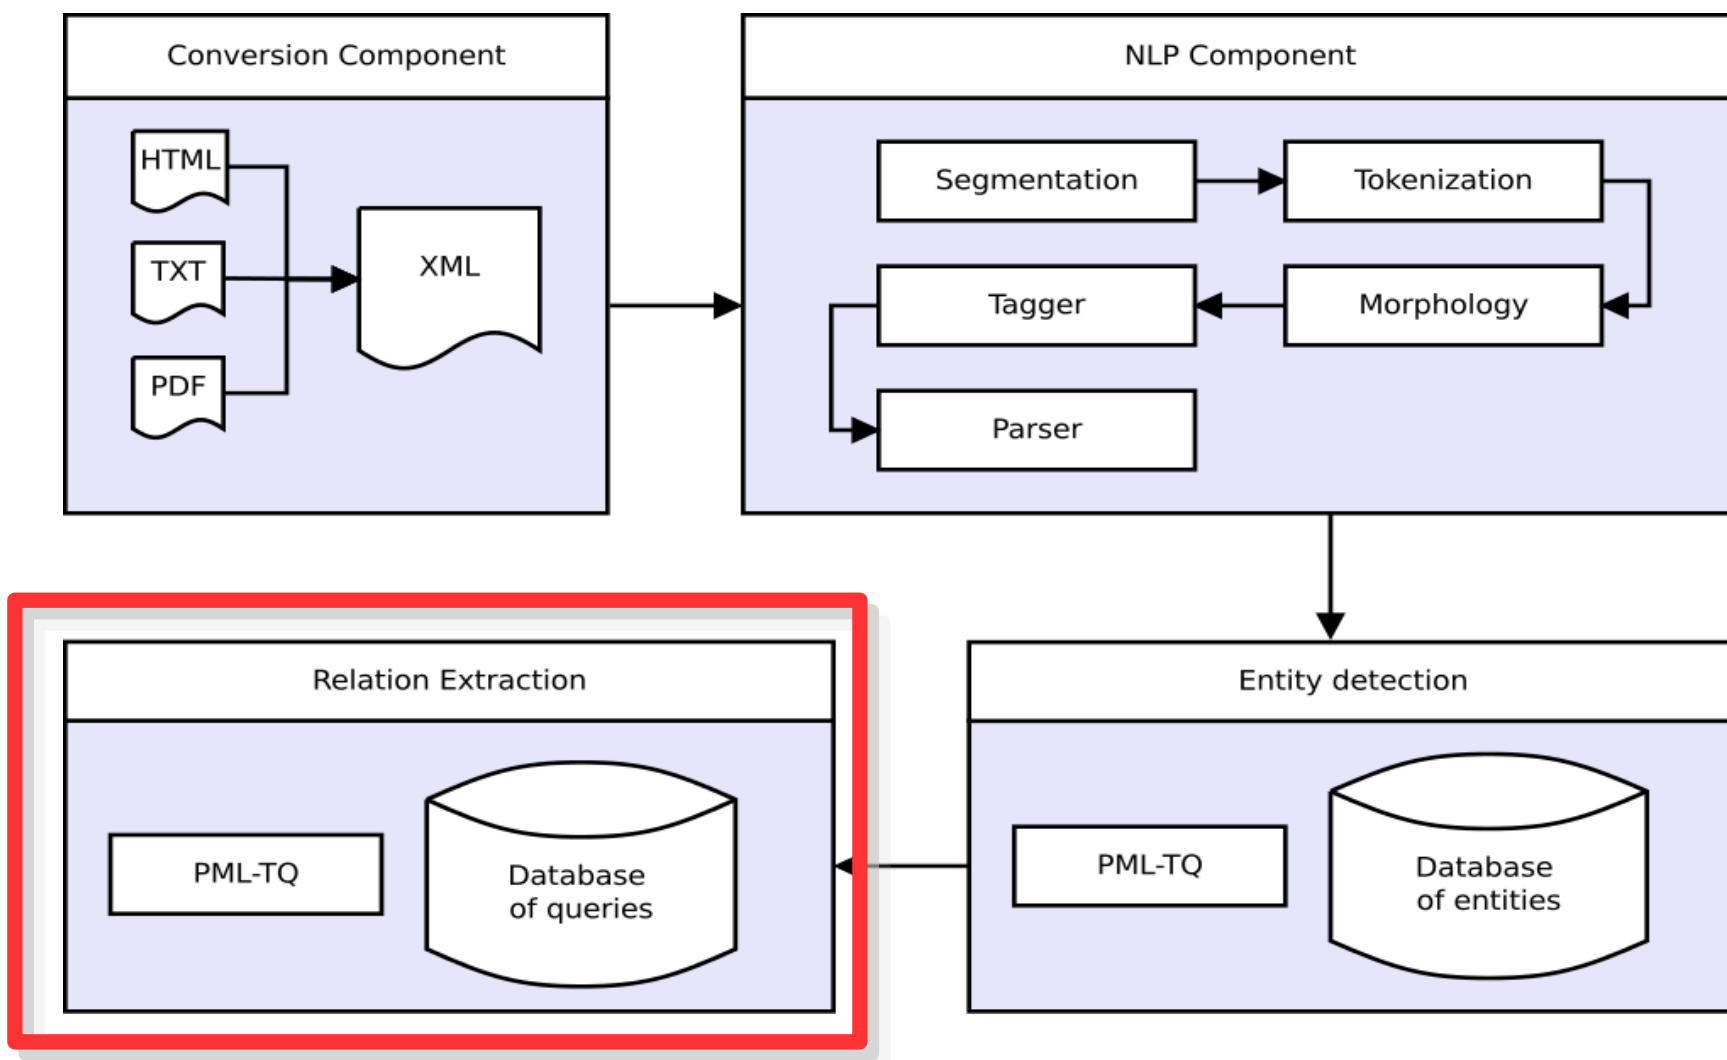 Conversion Component
HTML
TXT
PDF
XML
NLP Component
Segmentation
Tokenization
Tagger
Morphology
Parser
Relation Extraction
PML-TQ
Database
of queries
Entity detection
PML-TQ
Database
of entities